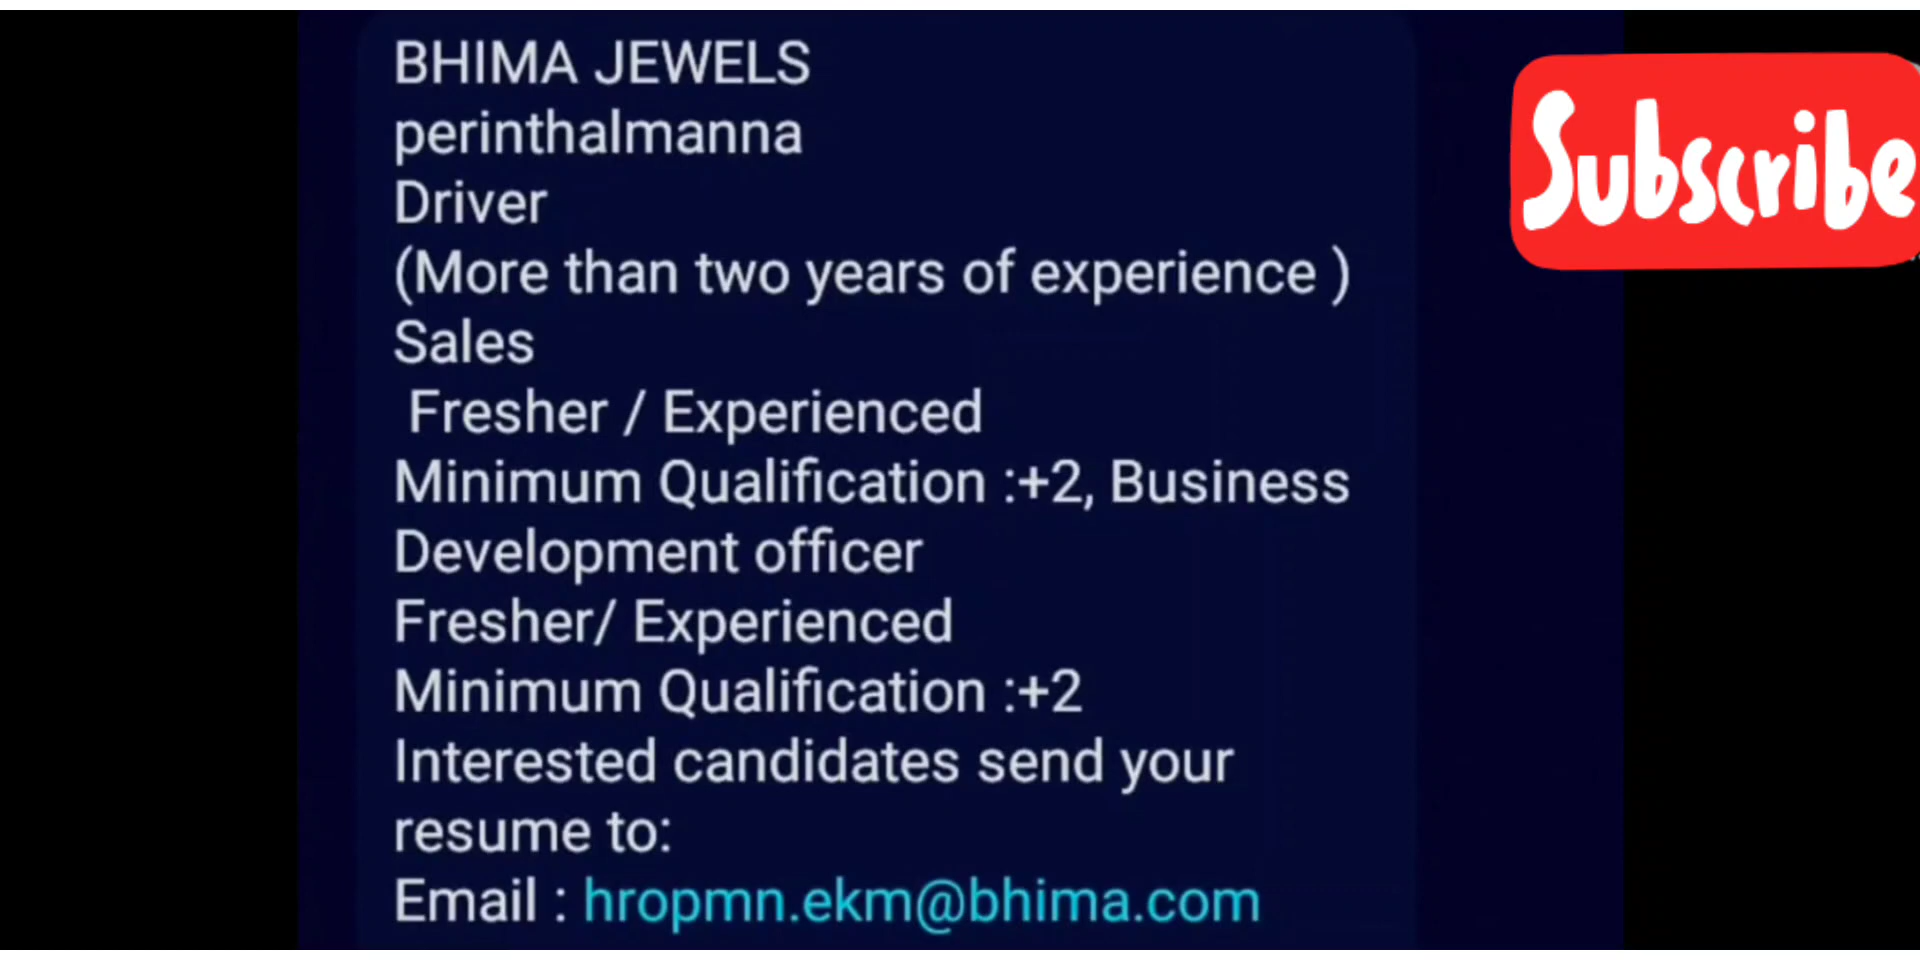 BHIMA JEWELS
perinthalmanna
Driver
(More than two years of experience )
Sales
Fresher / Experienced
Minimum Qualification :+2, Business
Development officer
Fresher/ Experienced
Minimum Qualification :+2
Interested candidates send your
resume to:
Email : hropmn.ekm@bhima.com
Subscribe